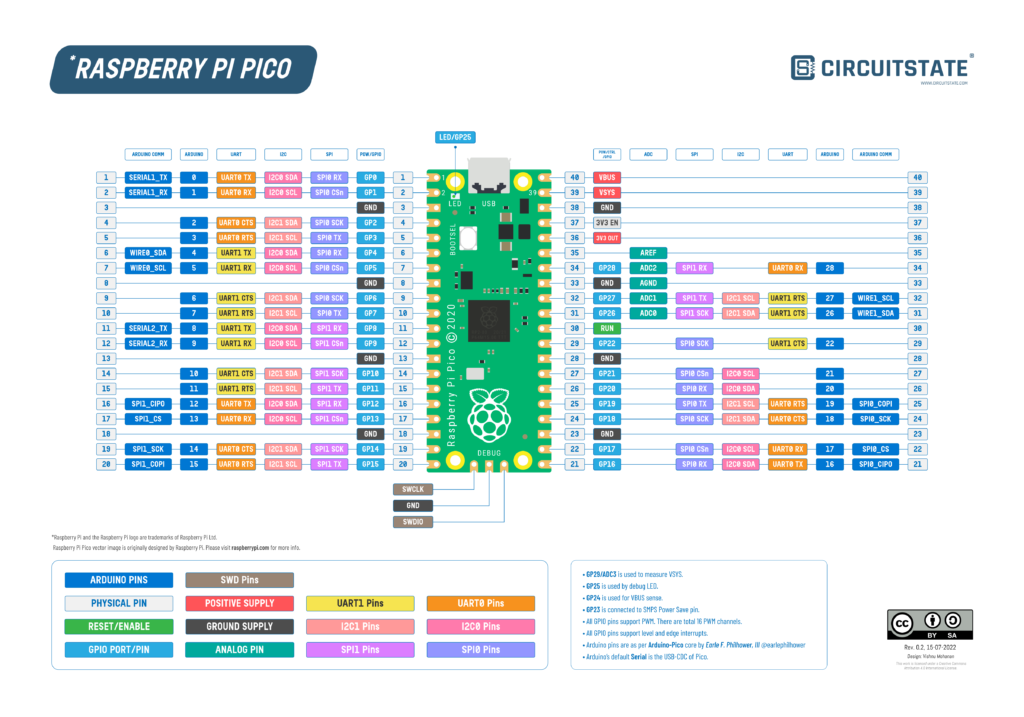 *RASPBERRY PI PICO
CIRCUITSTATE®
WWW.CIRCUITSTATE.COM
LED/GP25
ARDUINO COMM ARDUINO UART I2C SPI POW/GPIO
POW/CTRL/GPIO ADC SPI I2C UART ARDUINO ARDUINO COMM
1 SERIAL1_TX 0 UART0 TX I2C0 SDA SPI0 RX GP0 1 40 VBUS 40
2 SERIAL1_RX 1 UART0 RX I2C0 SCL SPI0 CSn GP1 2 39 VSYS 39
3 GND 3 38 GND 38
4 2 UART0 CTS I2C1 SDA SPI0 SCK GP2 4 37 3V3 EN 37
5 3 UART0 RTS I2C1 SCL SPI0 TX GP3 5 36 3V3 OUT 36
6 WIRE0_SDA 4 UART1 TX I2C0 SDA SPI0 RX GP4 6 35 AREF 35
7 WIRE0_SCL 5 UART1 RX I2C0 SCL SPI0 CSn GP5 7 34 GP28 ADC2 SPI1 RX UART0 RX 28 34
8 GND 8 33 GND AGND 33
9 6 UART1 CTS I2C1 SDA SPI0 SCK GP6 9 32 GP27 ADC1 SPI1 TX I2C1 SCL UART1 RTS 27 WIRE1_SCL 32
10 7 UART1 RTS I2C1 SCL SPI0 TX GP7 10 31 GP26 ADC0 SPI1 SCK I2C1 SDA UART1 CTS 26 WIRE1_SDA 31
11 SERIAL2_TX 8 UART1 TX I2C0 SDA SPI1 RX GP8 11 30 RUN 30
12 SERIAL2_RX 9 UART1 RX I2C0 SCL SPI1 CSn GP9 12 29 GP22 SPI0 SCK UART1 CTS 22 29
13 GND 13 28 GND 28
14 10 UART1 CTS I2C1 SDA SPI1 SCK GP10 14 27 GP21 SPI0 CSn I2C0 SCL 21 27
15 11 UART1 RTS I2C1 SCL SPI1 TX GP11 15 26 GP20 SPI0 RX I2C0 SDA 20 26
16 SPI1_CIPO 12 UART0 TX I2C0 SDA SPI1 RX GP12 16 25 GP19 SPI0 TX I2C1 SCL UART0 RTS 19 SPI0_COPI 25
17 SPI1_CS 13 UART0 RX I2C0 SCL SPI1 CSn GP13 17 24 GP18 SPI0 SCK I2C1 SDA UART0 CTS 18 SPI0_SCK 24
18 GND 18 23 GND 23
19 SPI1_SCK 14 UART0 CTS I2C1 SDA SPI1 SCK GP14 19 22 GP17 SPI0 CSn I2C0 SCL UART0 RX 17 SPI0_CS 22
20 SPI1_COPI 15 UART0 RTS I2C1 SCL SPI1 TX GP15 20 21 GP16 SPI0 RX I2C0 SDA UART0 TX 16 SPI0_CIPO 21
1
2
39
LED
USB
BOOTSEL
Raspberry Pi Pico ©2020
DEBUG
SWCLK
GND
SWDIO
*Raspberry Pi and the Raspberry Pi logo are trademarks of Raspberry Pi Ltd.
Raspberry Pi Pico vector image is originally designed by Raspberry Pi. Please visit raspberrypi.com for more info.
ARDUINO PINS SWD Pins
PHYSICAL PIN POSITIVE SUPPLY UART1 Pins UART0 Pins
RESET/ENABLE GROUND SUPPLY I2C1 Pins I2C0 Pins
GPIO PORT/PIN ANALOG PIN SPI1 Pins SPI0 Pins
• GP29/ADC3 is used to measure VSYS.
• GP25 is used by debug LED.
• GP24 is used for VBUS sense.
• GP23 is connected to SMPS Power Save pin.
• All GPIO pins support PWM. There are total 16 PWM channels.
• All GPIO pins support level and edge interrupts.
• Arduino pins are as per Arduino-Pico core by Earle F. Philhower, III @earlephilhower
• Arduino's default Serial is the USB-CDC of Pico.
CC BY SA
Rev. 0.2, 15-07-2022
Design: Vishnu Mohanan
This work is licensed under a Creative Commons
Attribution 4.0 International License